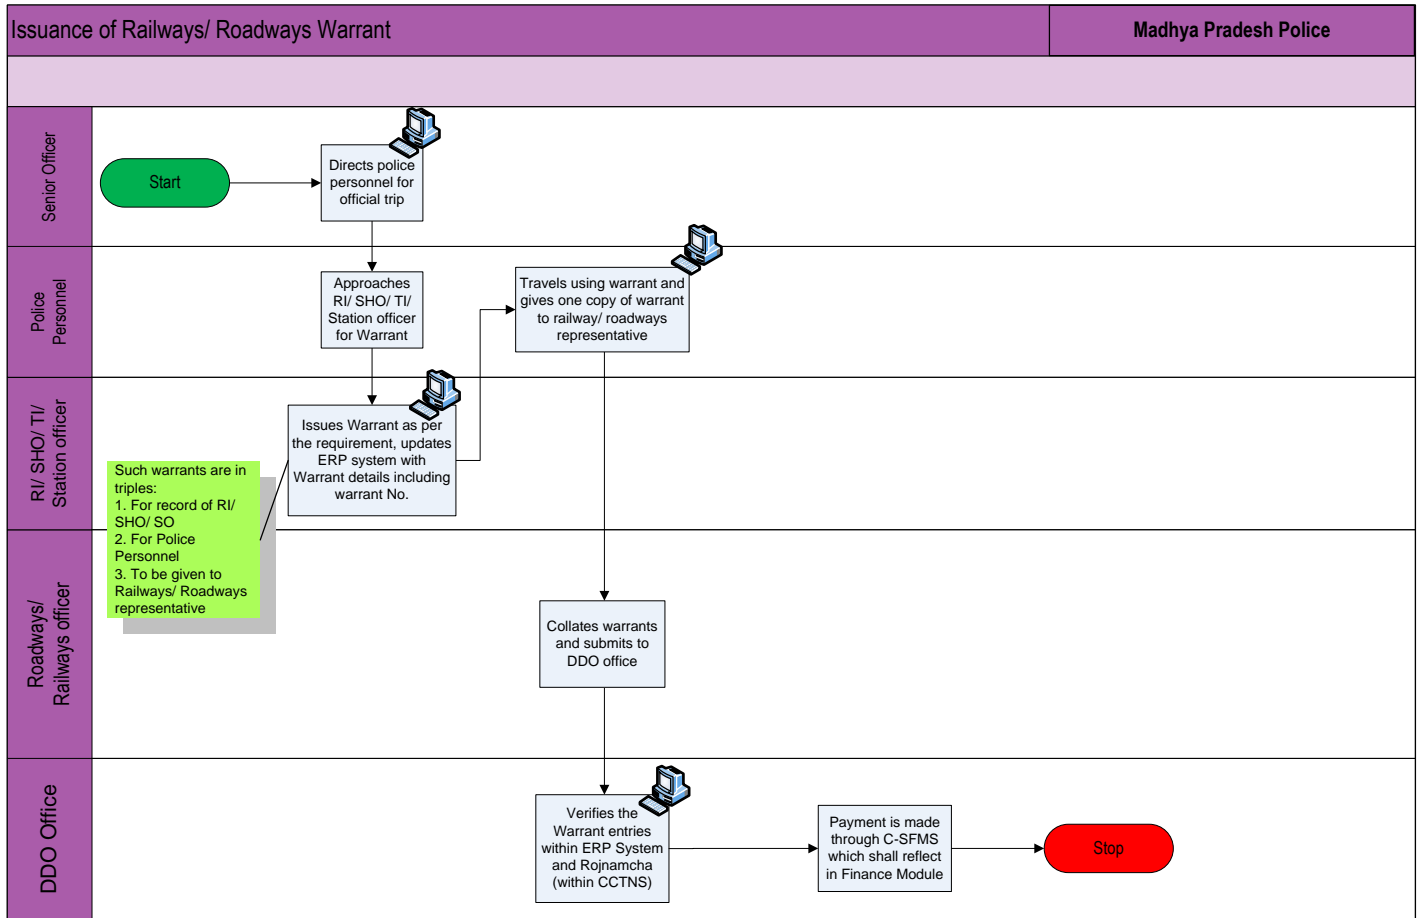 Issuance of Railways/ Roadways Warrant
Madhya Pradesh Police
Senior Officer
Start
Directs police
personnel for
official trip
Police
Personnel
Approaches
RI/ SHO/ TI/
Station officer
for Warrant
Travels using warrant and
gives one copy of warrant
to railway/ roadways
representative
RI/ SHO/ TI/
Station officer
Issues Warrant as per
the requirement, updates
ERP system with
Warrant details including
warrant No.
Such warrants are in
triples:
1. For record of RI/
SHO/ SO
2. For Police
Personnel
3. To be given to
Railways/ Roadways
representative
Roadways/
Railways officer
Collates warrants
and submits to
DDO office
DDO Office
Verifies the
Warrant entries
within ERP System
and Rojnamcha
(within CCTNS)
Payment is made
through C-SFMS
which shall reflect
in Finance Module
Stop